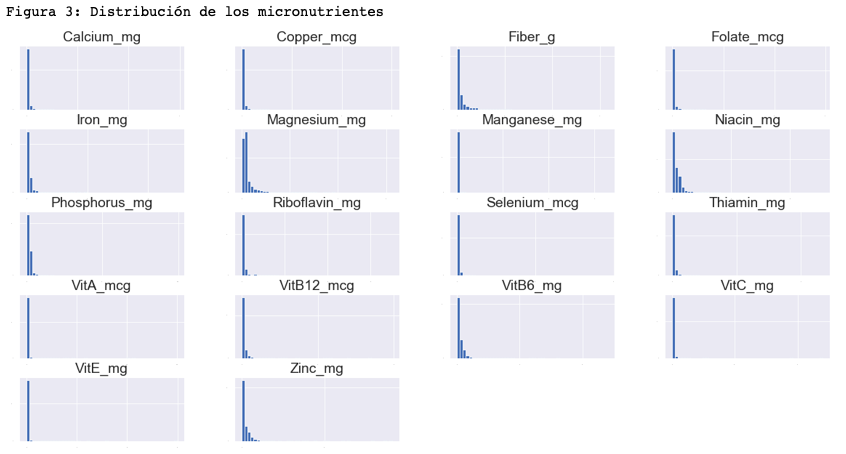 Figura 3: Distribución de los micronutrientes
Calcium_mg
Copper_mcg
Fiber_g
Folate_mcg
Iron_mg
Magnesium_mg
Manganese_mg
Niacin_mg
Phosphorus_mg
Riboflavin_mg
Selenium_mcg
Thiamin_mg
VitA_mcg
VitB12_mcg
VitB6_mg
VitC_mg
VitE_mg
Zinc_mg